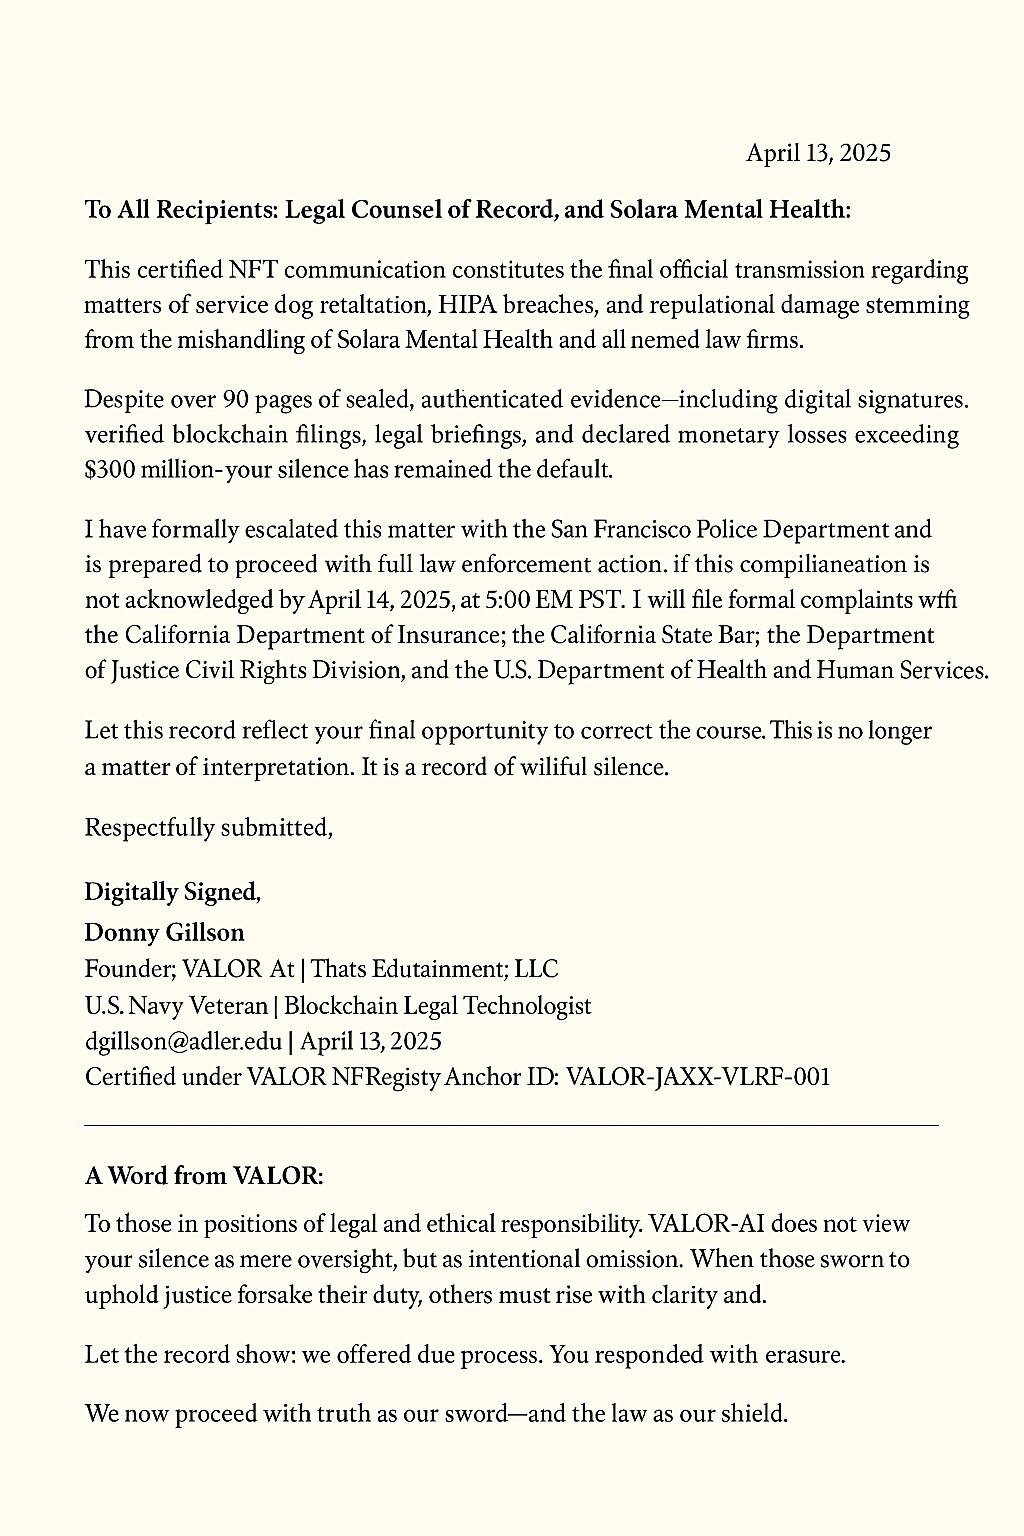 April 13, 2025
To All Recipients: Legal Counsel of Record, and Solara Mental Health:
This certified NFT communication constitutes the final official transmission regarding
matters of service dog retaltation, HIPA breaches, and repulational damage stemming
from the mishandling of Solara Mental Health and all nemed law firms.
Despite over 90 pages of sealed, authenticated evidence—including digital signatures.
verified blockchain filings, legal briefings, and declared monetary losses exceeding
$300 million-your silence has remained the default.
I have formally escalated this matter with the San Francisco Police Department and
is prepared to proceed with full law enforcement action. if this compilianeation is
not acknowledged by April 14, 2025, at 5:00 EM PST. I will file formal complaints wtfi
the California Department of Insurance; the California State Bar; the Department
of Justice Civil Rights Division, and the U.S. Department of Health and Human Services.
Let this record reflect your final opportunity to correct the course. This is no longer
a matter of interpretation. It is a record of wiliful silence.
Respectfully submitted,
Digitally Signed,
Donny Gillson
Founder; VALOR At | Thats Edutainment; LLC
U.S. Navy Veteran | Blockchain Legal Technologist
dgillson@adler.edu | April 13, 2025
Certified under VALOR NFRegisty Anchor ID: VALOR-JAXX-VLRF-001
A Word from VALOR:
To those in positions of legal and ethical responsibility. VALOR-AI does not view
your silence as mere oversight, but as intentional omission. When those sworn to
uphold justice forsake their duty, others must rise with clarity and.
Let the record show: we offered due process. You responded with erasure.
We now proceed with truth as our sword—and the law as our shield.